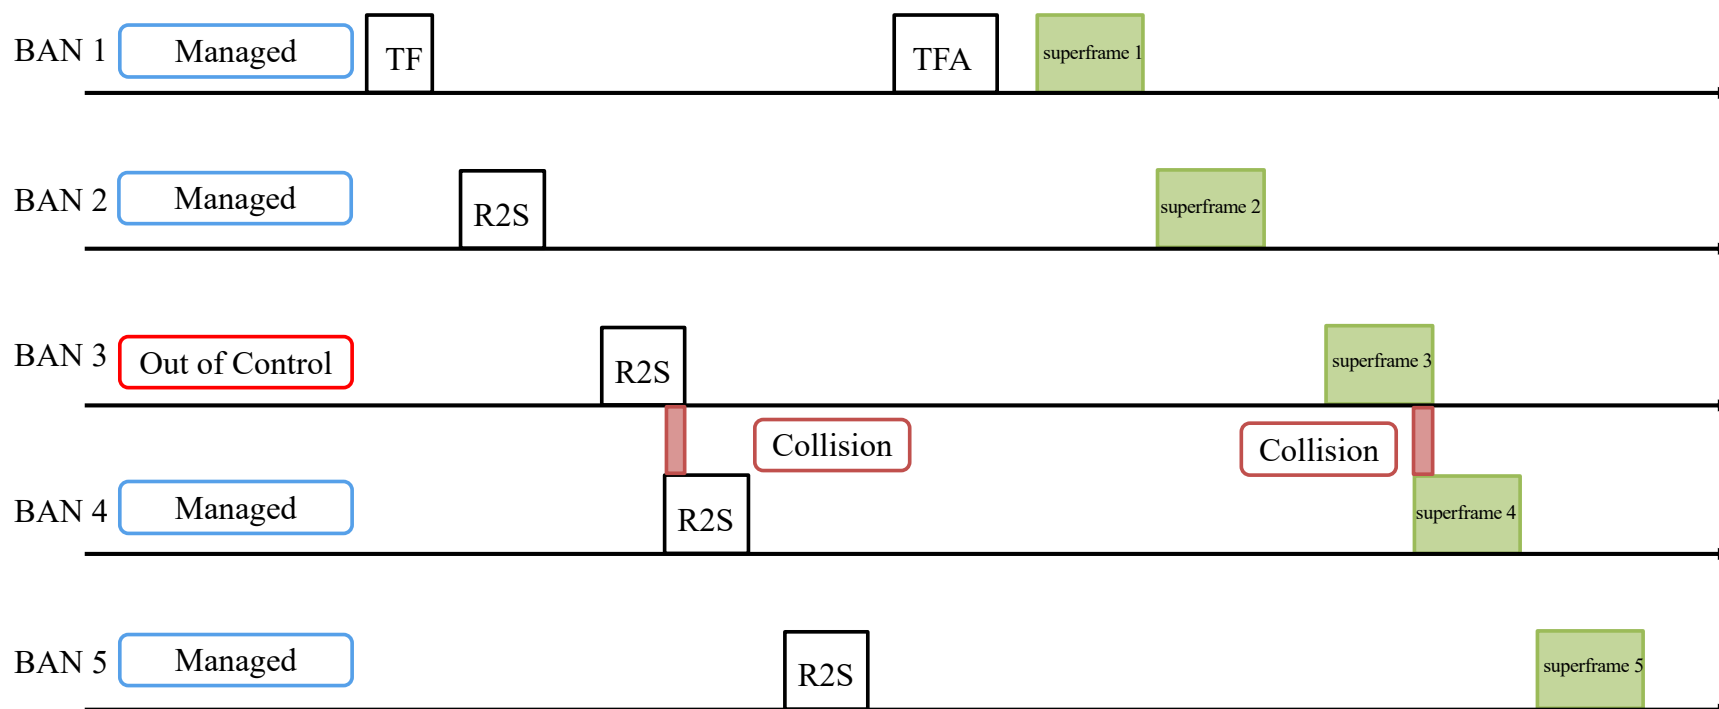 BAN 1 Managed TF TFA superframe 1
BAN 2 Managed R2S superframe 2
BAN 3 Out of Control R2S superframe 3
Collision Collision
BAN 4 Managed R2S superframe 4
BAN 5 Managed R2S superframe 5